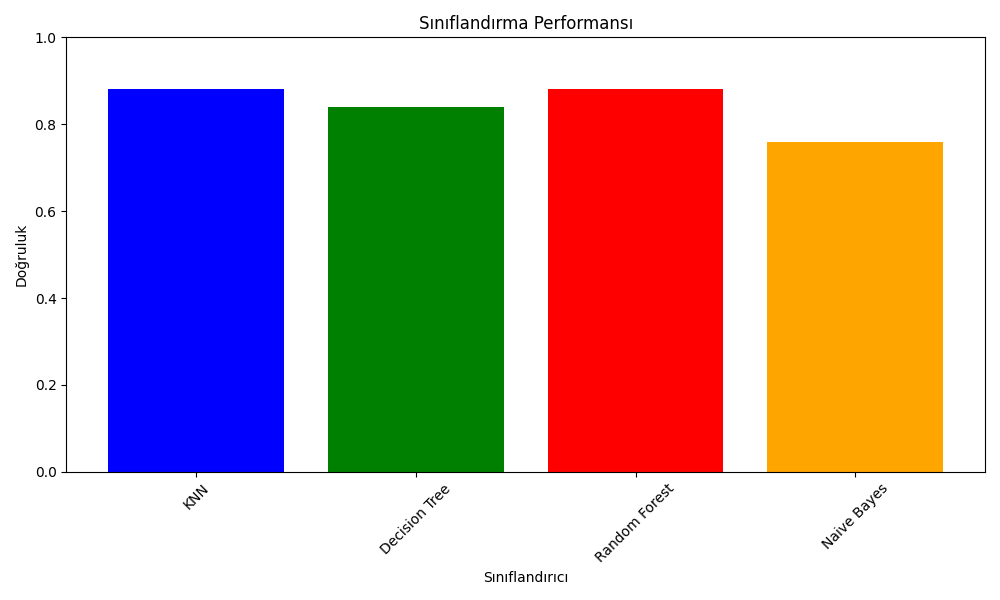 Sınıflandırma Performansı
1.0
0.8
0.6
0.4
0.2
0.0
Doğruluk
KNN
Decision Tree
Random Forest
Naive Bayes
Sınıflandırıcı